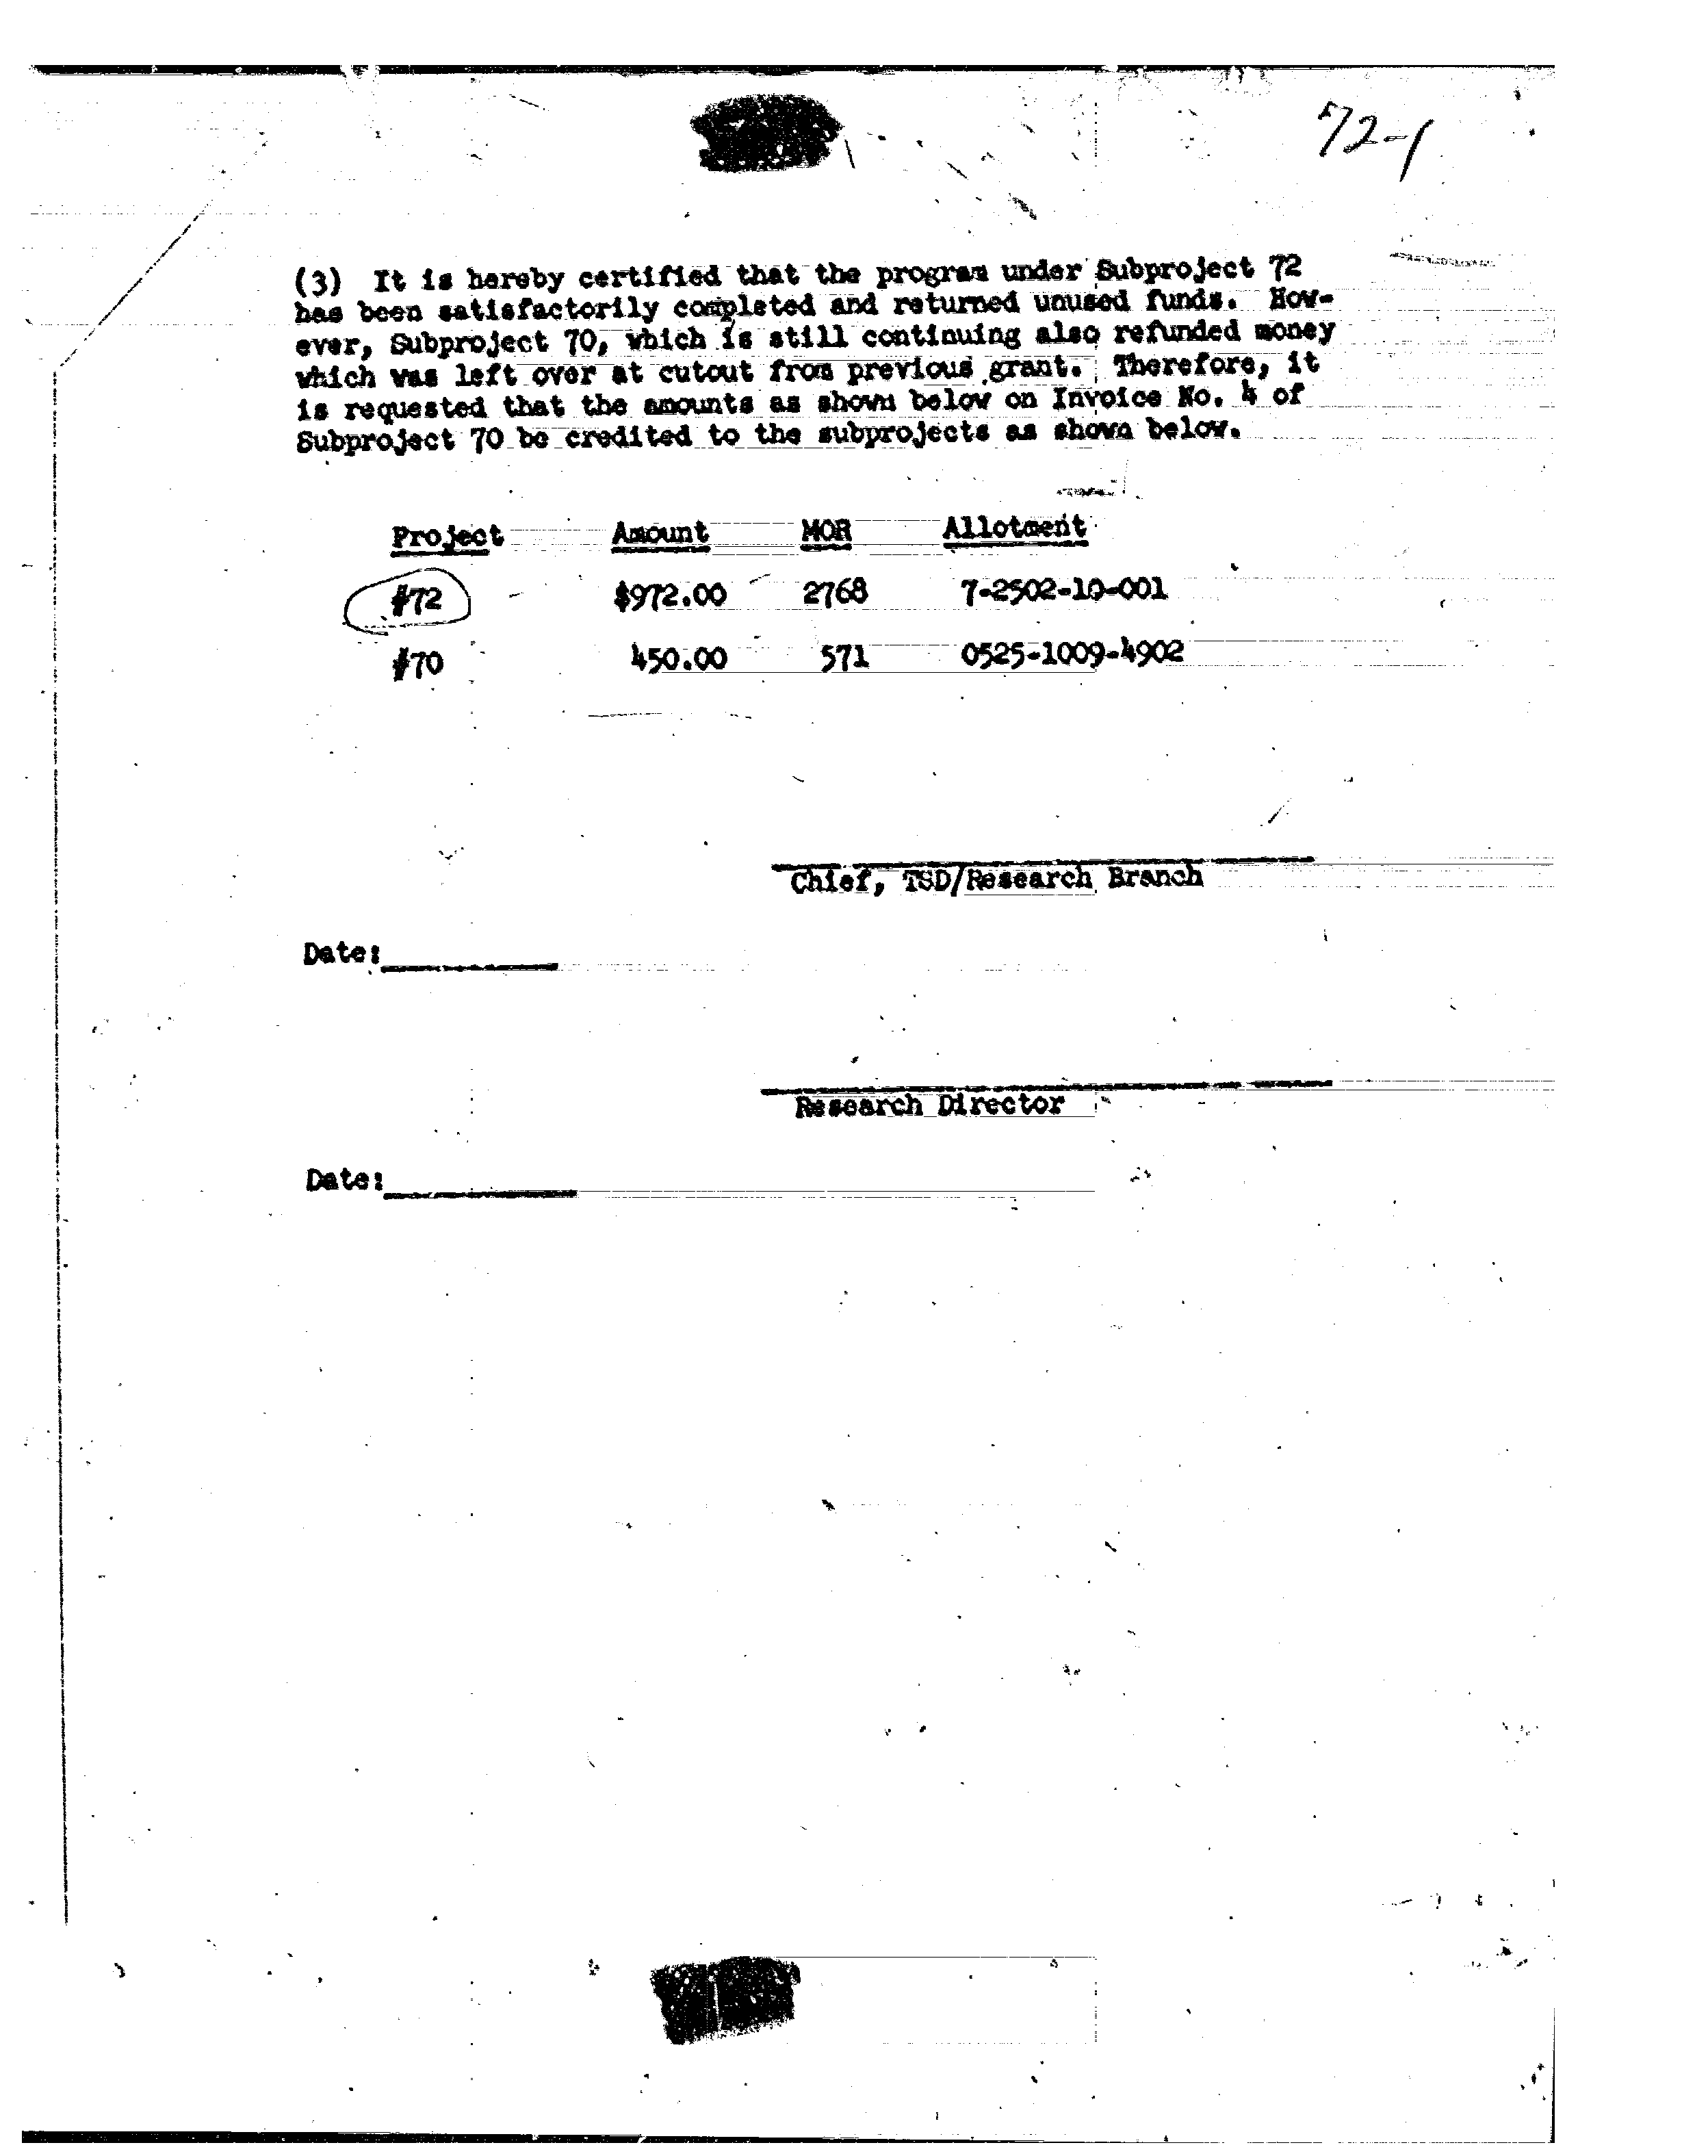 72-1
(3) It is hereby certified that the program under Subproject 72
has been satisfactorily completed and returned unused funds. How-
ever, Subproject 70, which is still continuing also refunded money
which was left over at cutout from previous grant. Therefore, it
is requested that the amounts as shown below on Invoice No. 4 of
Subproject 70 be credited to the subprojects as shown below.
Project Amount MOR Allotment
#72 $972.00 2768 7-2502-10-001
#70 450.00 571 0525-1009-4902
Chief, TSD/Research Branch
Date:
Research Director
Date: